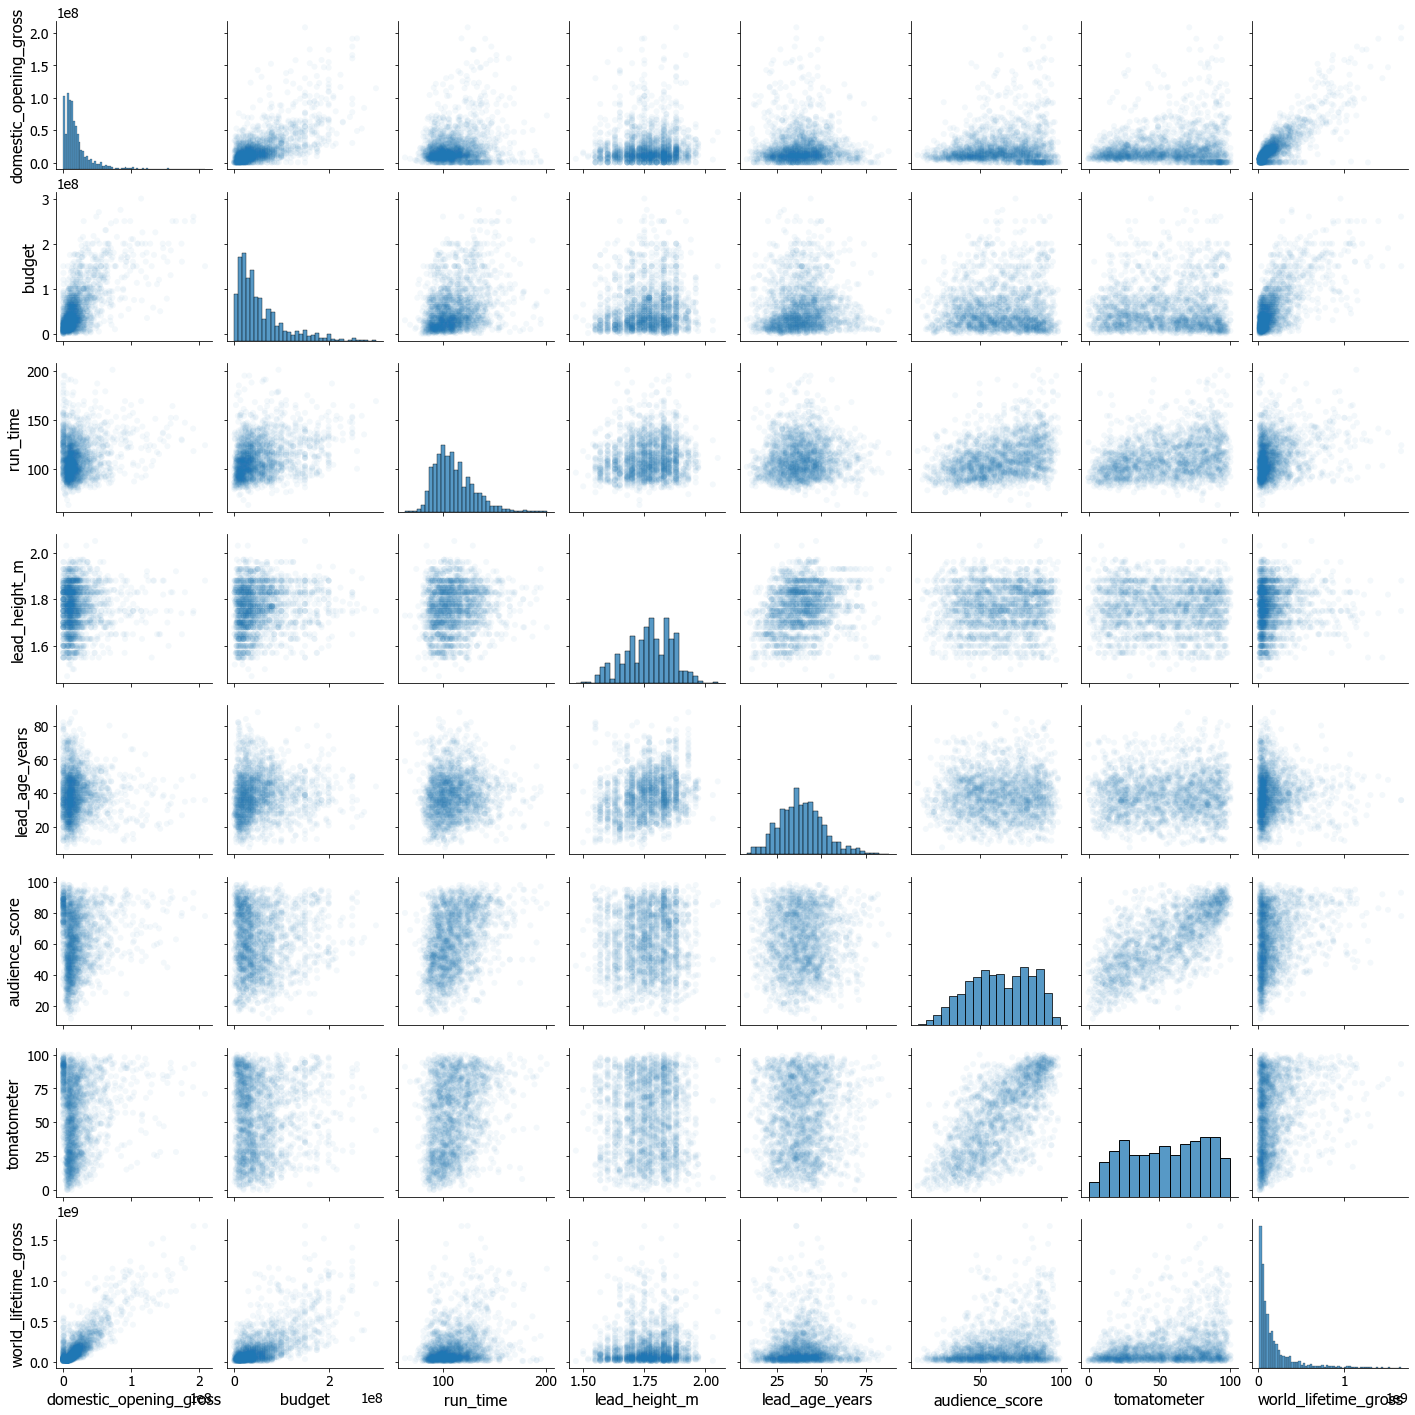 1e8
domestic_opening_gross
2.0
1.5
1.0
0.5
0.0
1e8
budget
3
2
1
0
run_time
200
150
100
lead_height_m
2.0
1.8
1.6
lead_age_years
80
60
40
20
audience_score
100
80
60
40
20
tomatometer
100
75
50
25
0
1e9
world_lifetime_gross
1.5
1.0
0.5
0.0
0 1 2 0 2 100 200 1.50 1.75 2.00 25 50 75 50 100 0 50 100 0 1
domestic_opening_gross 1e8 budget 1e8 run_time lead_height_m lead_age_years audience_score tomatometer world_lifetime_gross 1e9